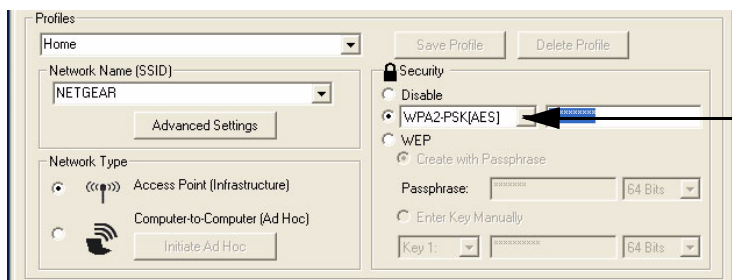 Profiles
Home
Save Profile
Delete Profile
Network Name (SSID)
NETGEAR
Advanced Settings
Security
Disable
WPA2-PSK[AES]
WEP
Create with Passphrase
Passphrase: 64 Bits
Enter Key Manually
Key 1: 64 Bits
Network Type
Access Point (Infrastructure)
Computer-to-Computer (Ad Hoc)
Initiate Ad Hoc